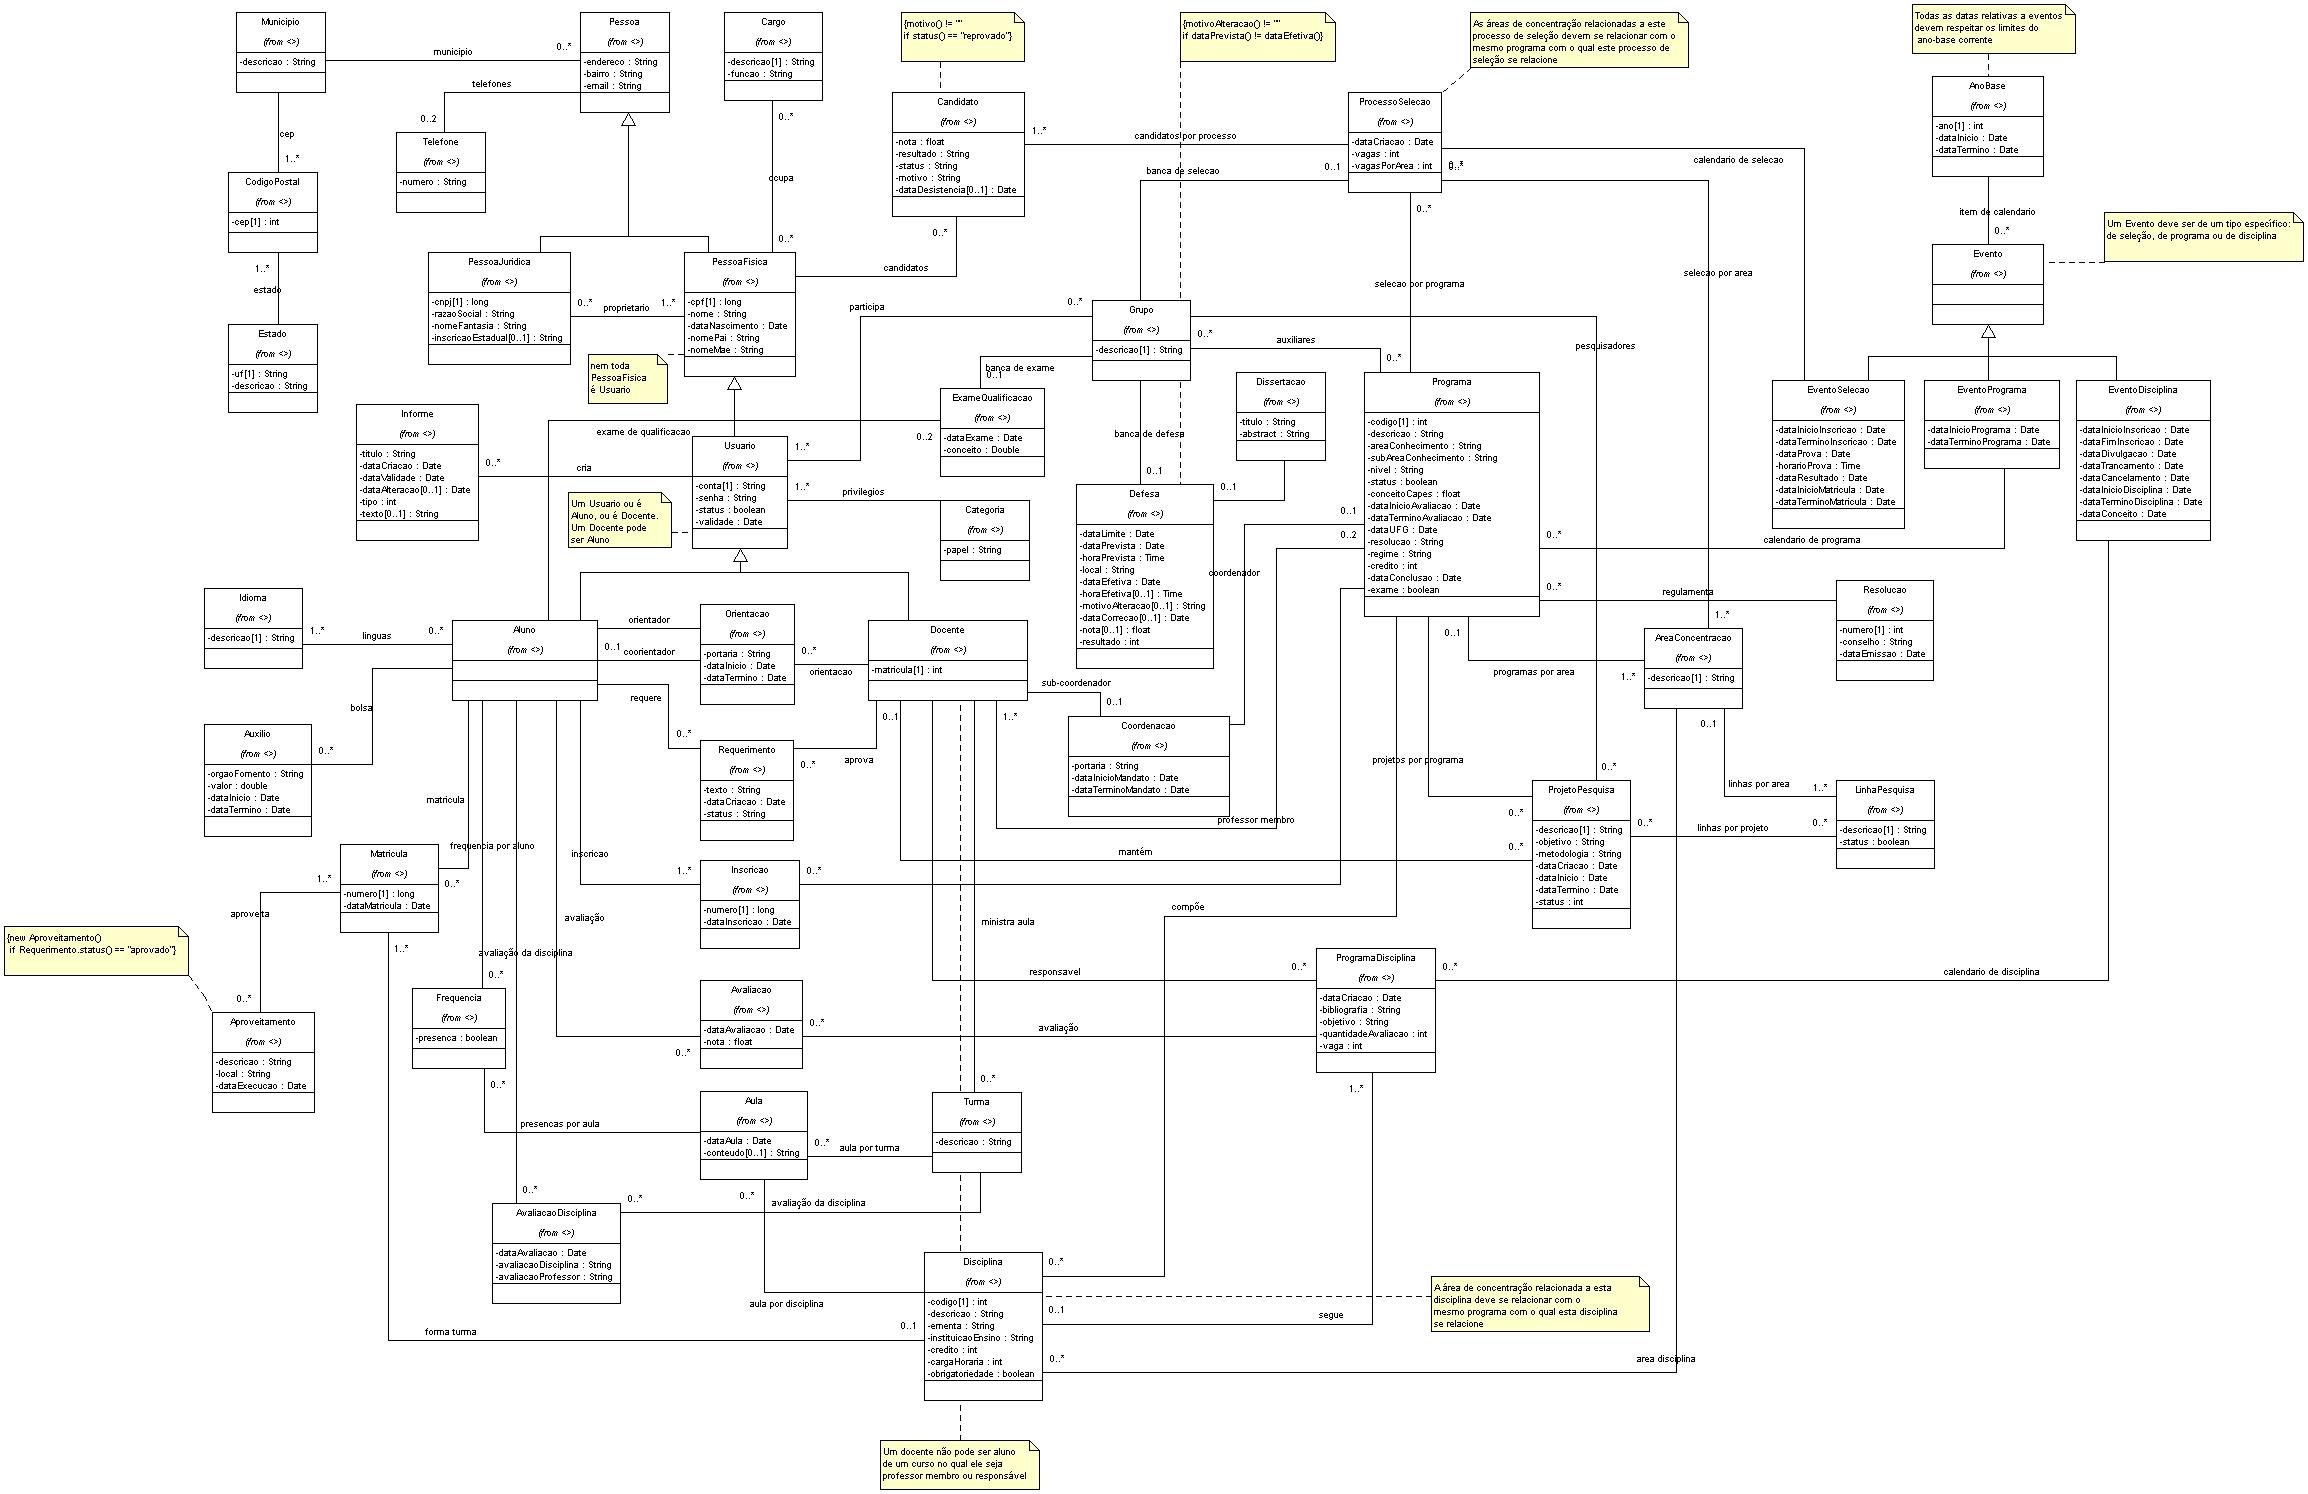 Municipio
(from <>)
-descricao : String
Pessoa
(from <>)
-endereco : String
-bairro : String
-email : String
Cargo
(from <>)
-descricao[1] : String
-funcao : String
{motivo() != ""
if status() == "reprovado"}
{motivoAlteracao() != ""
if dataPrevista() != dataEfetiva()}
As áreas de concentração relacionadas a este
processo de seleção devem se relacionar com o
mesmo programa com o qual este processo de
seleção se relacione
Todas as datas relativas a eventos
devem respeitar os limites do
ano-base corrente
municipio
0..*
telefones
0..2
Telefone
(from <>)
-numero : String
cep
1..*
CodigoPostal
(from <>)
-cep[1] : int
1..*
estado
Estado
(from <>)
-uf[1] : String
-descricao : String
0..*
ocupa
0..*
Candidato
(from <>)
-nota : float
-resultado : String
-status : String
-motivo : String
-dataDesistencia[0..1] : Date
1..*
candidatos por processo
ProcessoSelecao
(from <>)
-dataCriacao : Date
-vagas : int
-vagasPorArea : int
0..*
0..1
banca de selecao
0..*
calendario de selecao
AnoBase
(from <>)
-ano[1] : int
-dataInicio : Date
-dataTermino : Date
item de calendario
0..*
Um Evento deve ser de um tipo específico:
de seleção, de programa ou de disciplina
Evento
(from <>)
0..*
candidatos
PessoaJuridica
(from <>)
-cnpj[1] : long
-razaoSocial : String
-nomeFantasia : String
-inscricaoEstadual[0..1] : String
0..*
proprietario
1..*
PessoaFisica
(from <>)
-cpf[1] : long
-nome : String
-dataNascimento : Date
-nomePai : String
-nomeMae : String
nem toda
PessoaFisica
é Usuario
participa
0..*
Grupo
(from <>)
-descricao[1] : String
0..*
auxiliares
0..*
selecao por programa
selecao por area
pesquisadores
banca de exame
0..1
ExameQualificacao
(from <>)
-dataExame : Date
-conceito : Double
exame de qualificacao
0..2
Dissertacao
(from <>)
-titulo : String
-abstract : String
banca de defesa
0..1
0..1
Programa
(from <>)
-codigo[1] : int
-descricao : String
-areaConhecimento : String
-subAreaConhecimento : String
-nivel : String
-status : boolean
-conceitoCapes : float
-dataInicioAvaliacao : Date
-dataTerminoAvaliacao : Date
-dataUFG : Date
-resolucao : String
-regime : String
-credito : int
-dataConclusao : Date
-exame : boolean
EventoSelecao
(from <>)
-dataInicioInscricao : Date
-dataTerminoInscricao : Date
-dataProva : Date
-horarioProva : Time
-dataResultado : Date
-dataInicioMatricula : Date
-dataTerminoMatricula : Date
EventoPrograma
(from <>)
-dataInicioPrograma : Date
-dataTerminoPrograma : Date
EventoDisciplina
(from <>)
-dataInicioInscricao : Date
-dataFimInscricao : Date
-dataDivulgacao : Date
-dataTrancamento : Date
-dataCancelamento : Date
-dataInicioDisciplina : Date
-dataTerminoDisciplina : Date
-dataConceito : Date
Informe
(from <>)
-titulo : String
-dataCriacao : Date
-dataValidade : Date
-dataAlteracao[0..1] : Date
-tipo : int
-texto[0..1] : String
0..*
cria
Usuario
(from <>)
-conta[1] : String
-senha : String
-status : boolean
-validade : Date
1..*
1..*
privilegios
Um Usuario ou é
Aluno, ou é Docente.
Um Docente pode
ser Aluno
Categoria
(from <>)
-papel : String
Defesa
(from <>)
-dataLimite : Date
-dataPrevista : Date
-horaPrevista : Time
-local : String
-dataEfetiva : Date
-horaEfetiva[0..1] : Time
-motivoAlteracao[0..1] : String
-dataCorrecao[0..1] : Date
-nota[0..1] : float
-resultado : int
0..1
0..2
coordenador
0..*
calendario de programa
0..*
regulamenta
Resolucao
(from <>)
-numero[1] : int
-conselho : String
-dataEmissao : Date
Idioma
(from <>)
-descricao[1] : String
1..*
linguas
0..*
Aluno
(from <>)
orientador
0..1
coorientador
Orientacao
(from <>)
-portaria : String
-dataInicio : Date
-dataTermino : Date
0..*
orientacao
Docente
(from <>)
-matricula[1] : int
sub-coordenador
0..1
0..1
1..*
Coordenacao
(from <>)
-portaria : String
-dataInicioMandato : Date
-dataTerminoMandato : Date
0..1
programas por area
1..*
1..*
AreaConcentracao
(from <>)
-descricao[1] : String
0..1
requere
0..*
bolsa
0..*
Auxilio
(from <>)
-orgaoFomento : String
-valor : double
-dataInicio : Date
-dataTermino : Date
Requerimento
(from <>)
-texto : String
-dataCriacao : Date
-status : String
0..*
aprova
professor membro
projetos por programa
0..*
0..*
ProjetoPesquisa
(from <>)
-descricao[1] : String
-objetivo : String
-metodologia : String
-dataCriacao : Date
-dataInicio : Date
-dataTermino : Date
-status : int
linhas por area
1..*
0..*
linhas por projeto
0..*
LinhaPesquisa
(from <>)
-descricao[1] : String
-status : boolean
matricula
frequencia por aluno
inscricao
mantém
0..*
Matricula
(from <>)
-numero[1] : long
-dataMatricula : Date
1..*
0..*
1..*
1..*
Inscricao
(from <>)
-numero[1] : long
-dataInscricao : Date
0..*
aproveita
avaliação
avaliação da disciplina
ministra aula
compõe
{new Aproveitamento()
if Requerimento.status() == "aprovado"}
0..*
Aproveitamento
(from <>)
-descricao : String
-local : String
-dataExecucao : Date
0..*
Frequencia
(from <>)
-presenca : boolean
0..*
Avaliacao
(from <>)
-dataAvaliacao : Date
-nota : float
0..*
0..*
avaliação
responsavel
0..*
ProgramaDisciplina
(from <>)
-dataCriacao : Date
-bibliografia : String
-objetivo : String
-quantidadeAvaliacao : int
-vaga : int
0..*
calendario de disciplina
1..*
presencas por aula
Aula
(from <>)
-dataAula : Date
-conteudo[0..1] : String
0..*
aula por turma
0..*
Turma
(from <>)
-descricao : String
0..*
0..*
0..*
avaliação da disciplina
AvaliacaoDisciplina
(from <>)
-dataAvaliacao : Date
-avaliacaoDisciplina : String
-avaliacaoProfessor : String
aula por disciplina
forma turma
0..1
Disciplina
(from <>)
-codigo[1] : int
-descricao : String
-ementa : String
-instituicaoEnsino : String
-credito : int
-cargaHoraria : int
-obrigatoriedade : boolean
0..*
0..1
segue
0..*
area disciplina
A área de concentração relacionada a esta
disciplina deve se relacionar com o
mesmo programa com o qual esta disciplina
se relacione
Um docente não pode ser aluno
de um curso no qual ele seja
professor membro ou responsável